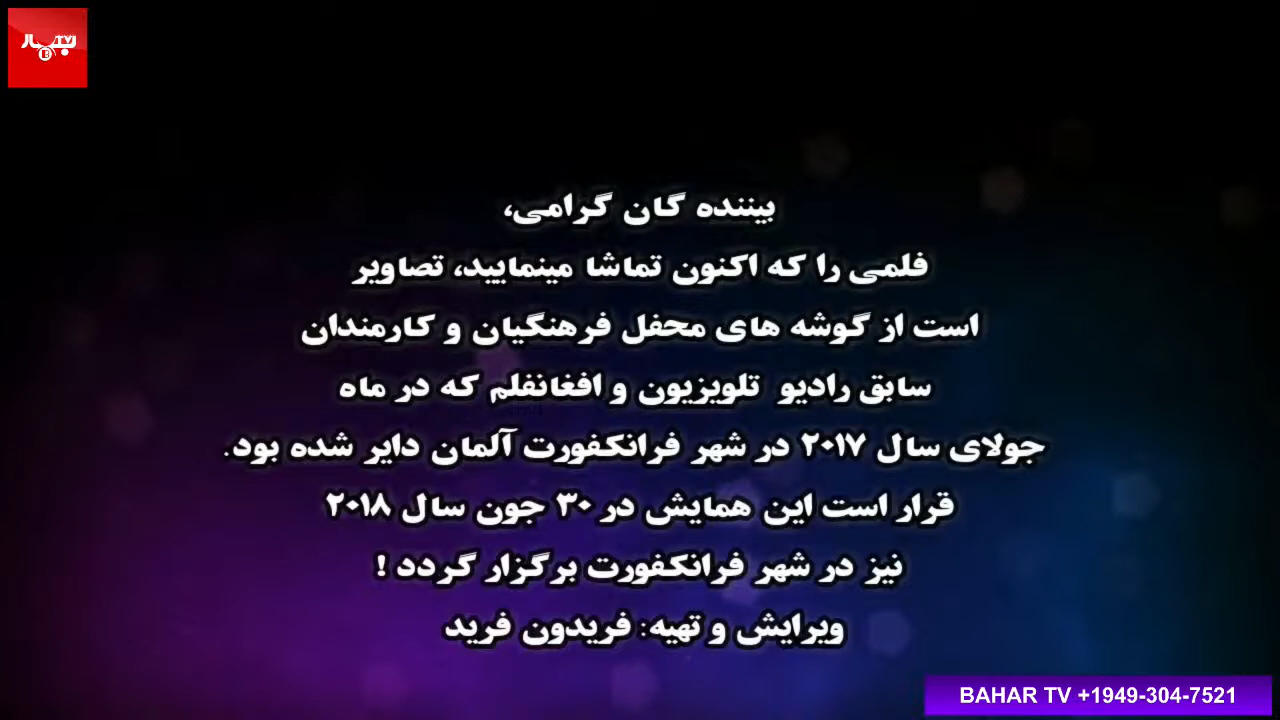 بهار TV
بیننده گان گرامی،
فلمی را که اکنون تماشا مینمایید، تصاویر
است از گوشه های محفل فرهنگیان و کارمندان
سابق رادیو تلویزیون و افغانفلم که در ماه
جولای سال ۲۰۱۷ در شهر فرانکفورت آلمان دایر شده بود.
قرار است این همایش در ۳۰ جون سال ۲۰۱۸
نیز در شهر فرانکفورت برگزار گردد !
ویرایش و تهیه: فریدون فرید
BAHAR TV +1949-304-7521